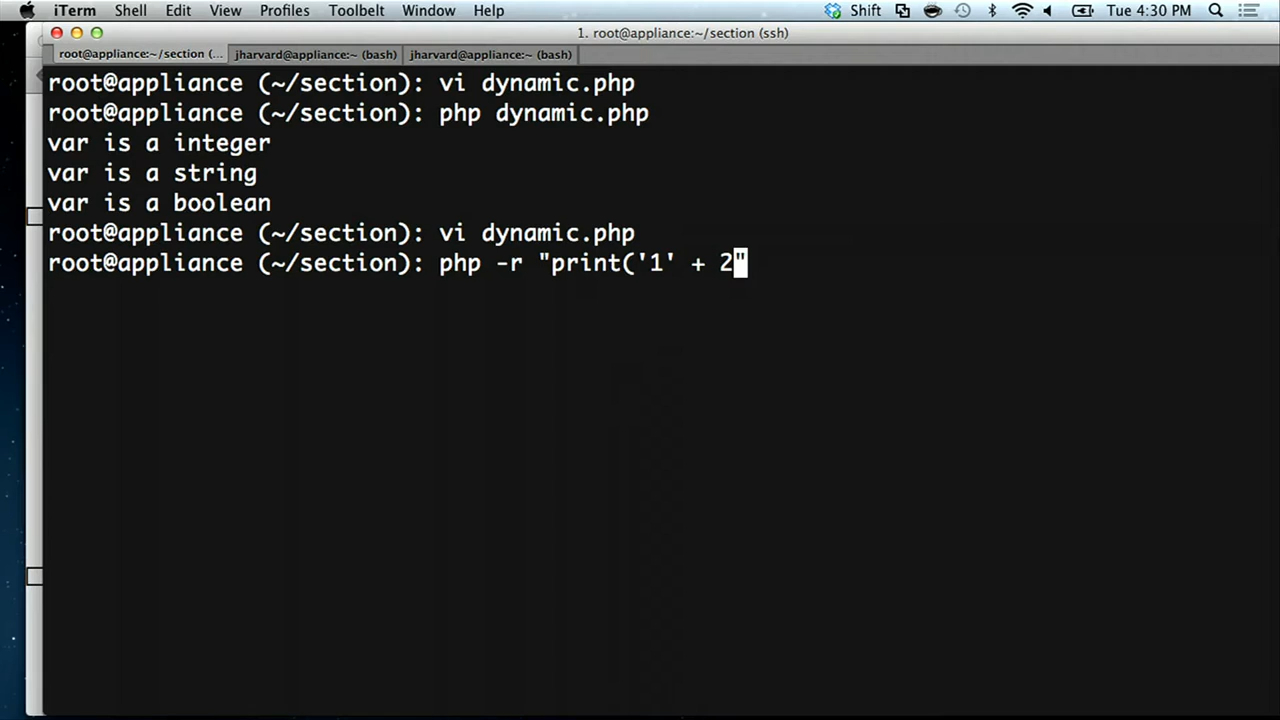 iTerm Shell Edit View Profiles Toolbelt Window Help Shift Tue 4:30 PM
1. root@appliance:~/section (ssh)
root@appliance:~/section (... jharvard@appliance:~ (bash) jharvard@appliance:~ (bash)
root@appliance (~/section): vi dynamic.php
root@appliance (~/section): php dynamic.php
var is a integer
var is a string
var is a boolean
root@appliance (~/section): vi dynamic.php
root@appliance (~/section): php -r "print('1' + 2"